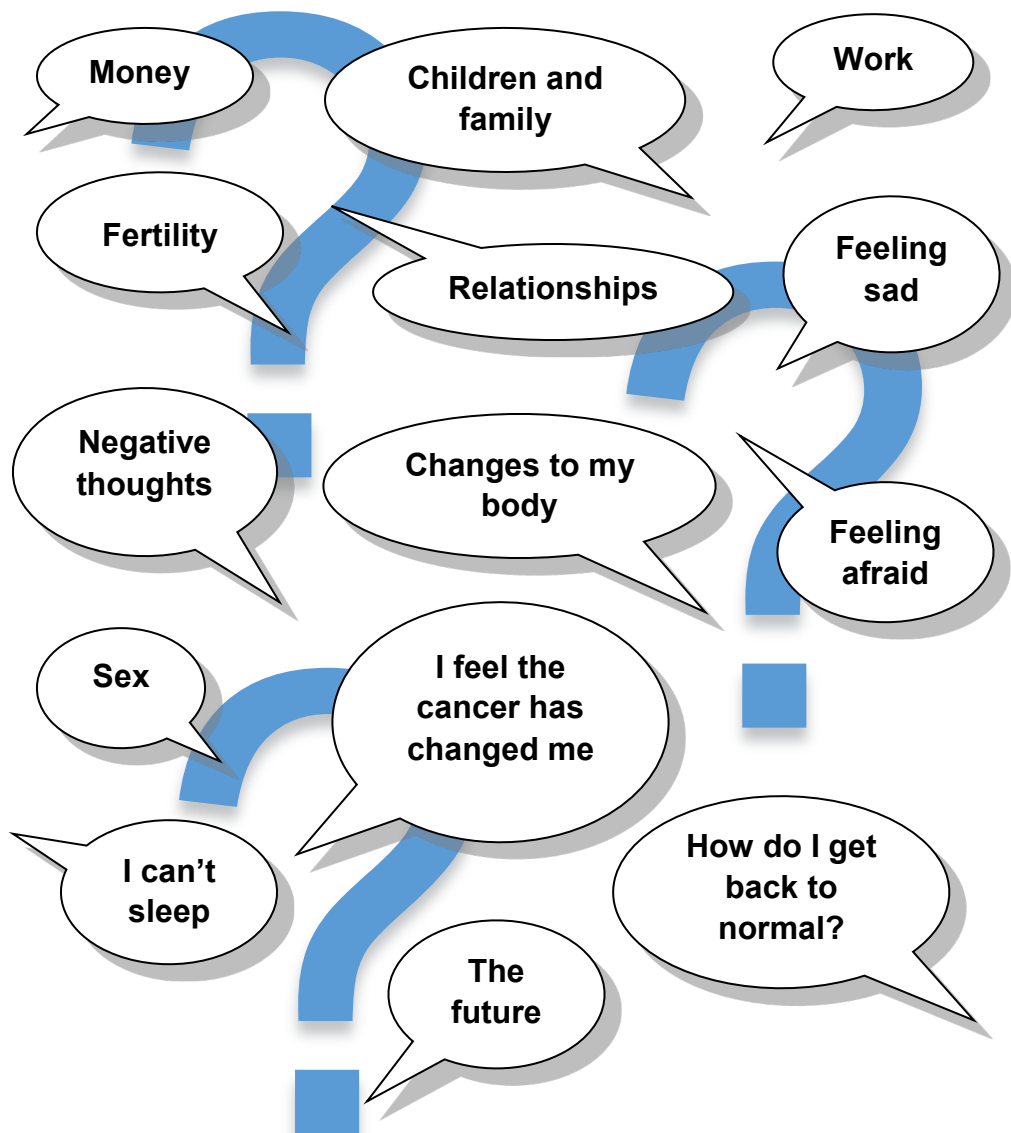 Money
Children and
family
Work
Fertility
Relationships
Feeling
sad
Negative
thoughts
Changes to my
body
Feeling
afraid
Sex
I feel the
cancer has
changed me
I can’t
sleep
How do I get
back to
normal?
The
future